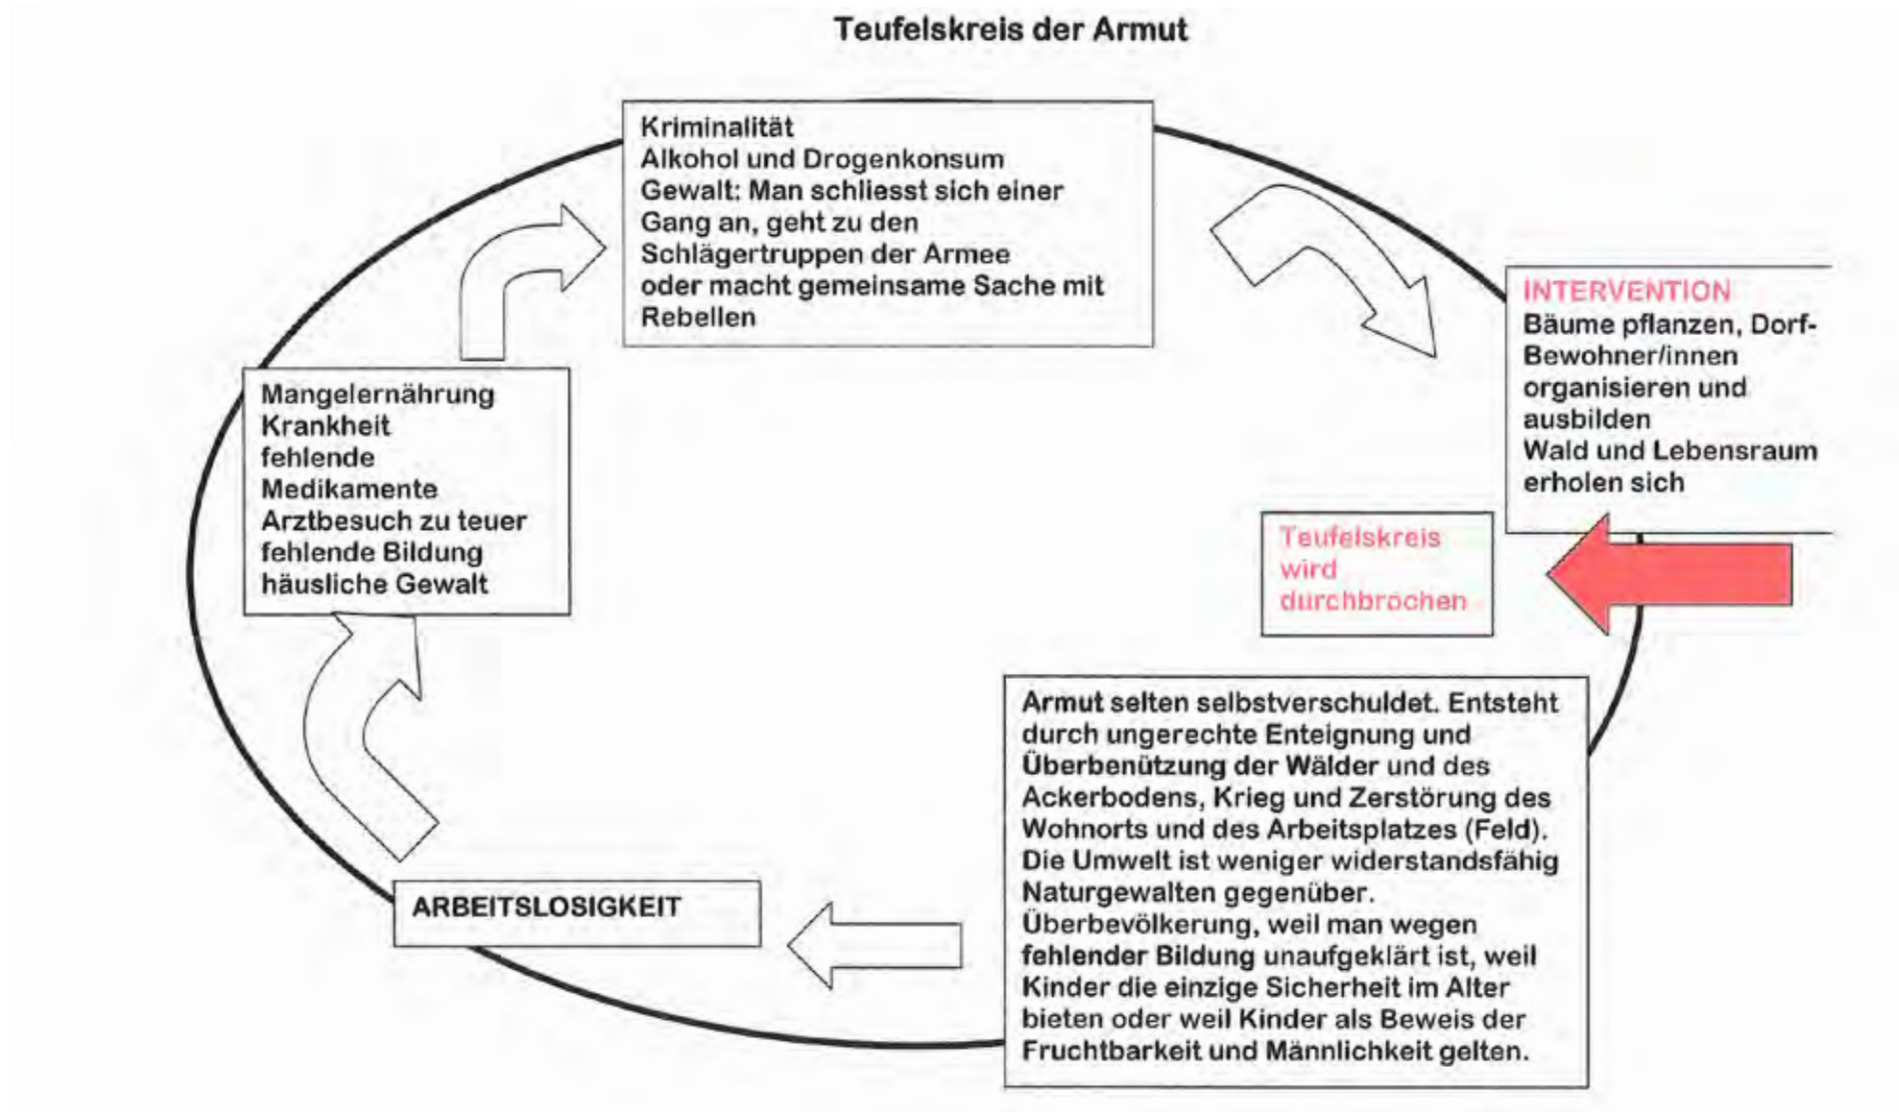 Teufelskreis der Armut
Kriminalität
Alkohol und Drogenkonsum
Gewalt: Man schliesst sich einer
Gang an, geht zu den
Schlägertruppen der Armee
oder macht gemeinsame Sache mit
Rebellen
INTERVENTION
Bäume pflanzen, Dorf-
Bewohner/innen
organisieren und
ausbilden
Wald und Lebensraum
erholen sich
Mangelernährung
Krankheit
fehlende
Medikamente
Arztbesuch zu teuer
fehlende Bildung
häusliche Gewalt
Teufelskreis
wird
durchbrochen
Armut selten selbstverschuldet. Entsteht
durch ungerechte Enteignung und
Überbenützung der Wälder und des
Ackerbodens, Krieg und Zerstörung des
Wohnorts und des Arbeitsplatzes (Feld).
Die Umwelt ist weniger widerstandsfähig
Naturgewalten gegenüber.
Überbevölkerung, weil man wegen
fehlender Bildung unaufgeklärt ist, weil
Kinder die einzige Sicherheit im Alter
bieten oder weil Kinder als Beweis der
Fruchtbarkeit und Männlichkeit gelten.
ARBEITSLOSIGKEIT